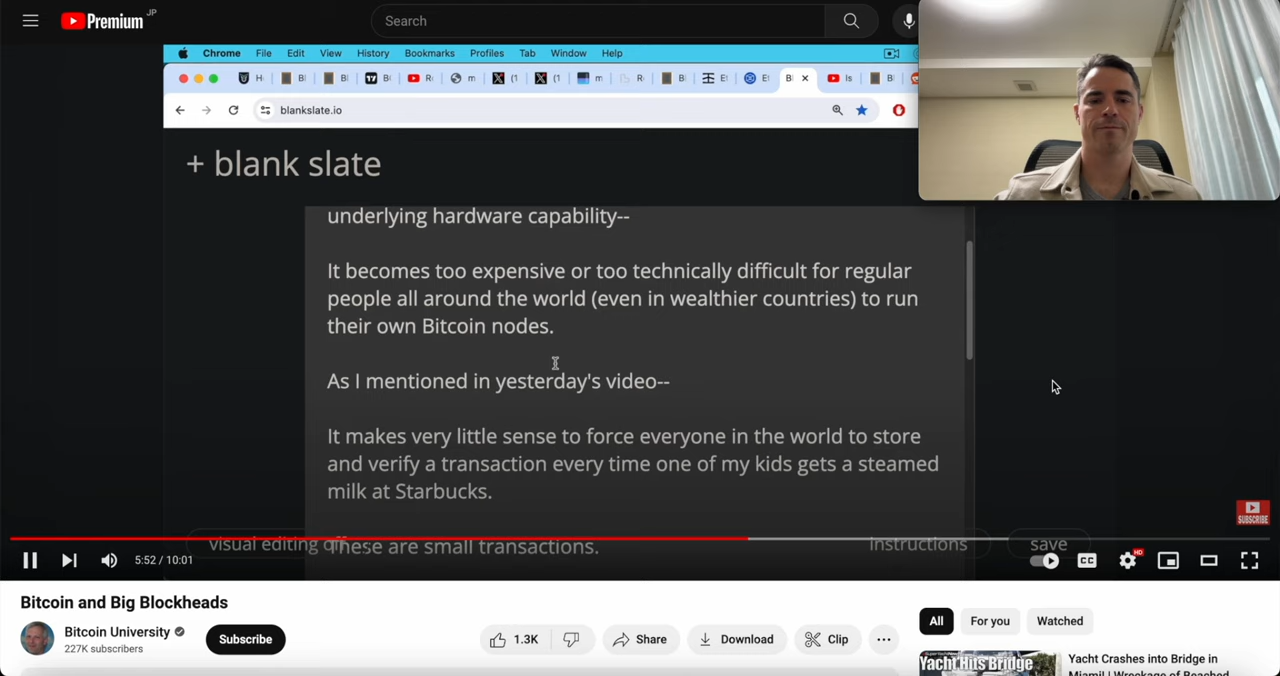 Premium JP
Search
Chrome File Edit View History Bookmarks Profiles Tab Window Help
blankslate.io
+ blank slate
underlying hardware capability--
It becomes too expensive or too technically difficult for regular
people all around the world (even in wealthier countries) to run
their own Bitcoin nodes.
As I mentioned in yesterday's video--
It makes very little sense to force everyone in the world to store
and verify a transaction every time one of my kids gets a steamed
milk at Starbucks.
These are small transactions.
visual editing off
instructions
save
SUBSCRIBE
5:52 / 10:01
CC
HD
Bitcoin and Big Blockheads
Bitcoin University
227K subscribers
Subscribe
1.3K
Share
Download
Clip
All
For you
Watched
Yacht Hits Bridge
Yacht Crashes into Bridge in
Miami! | Wreckage of Beached